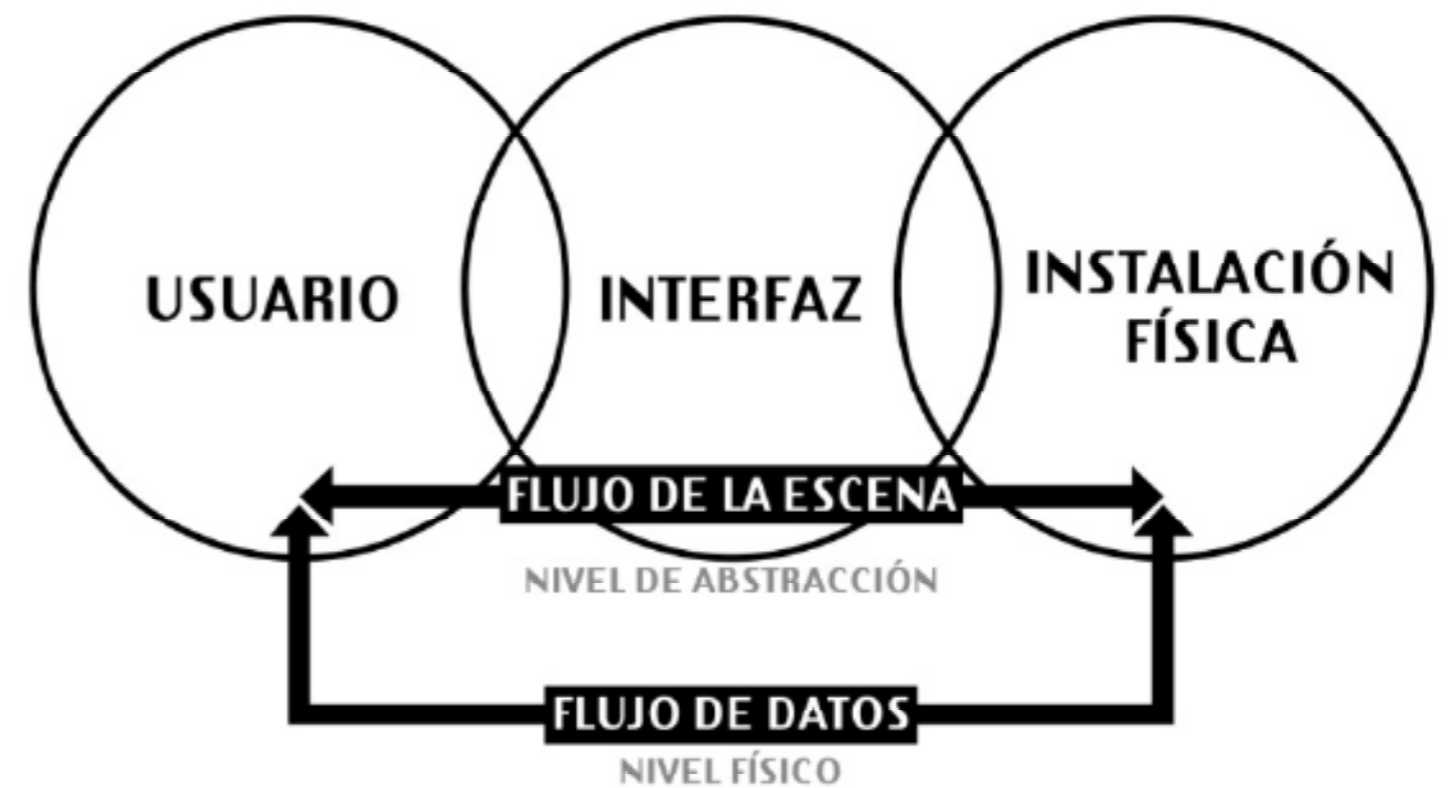 USUARIO
INTERFAZ
INSTALACIÓN
FÍSICA
FLUJO DE LA ESCENA
NIVEL DE ABSTRACCIÓN
FLUJO DE DATOS
NIVEL FÍSICO